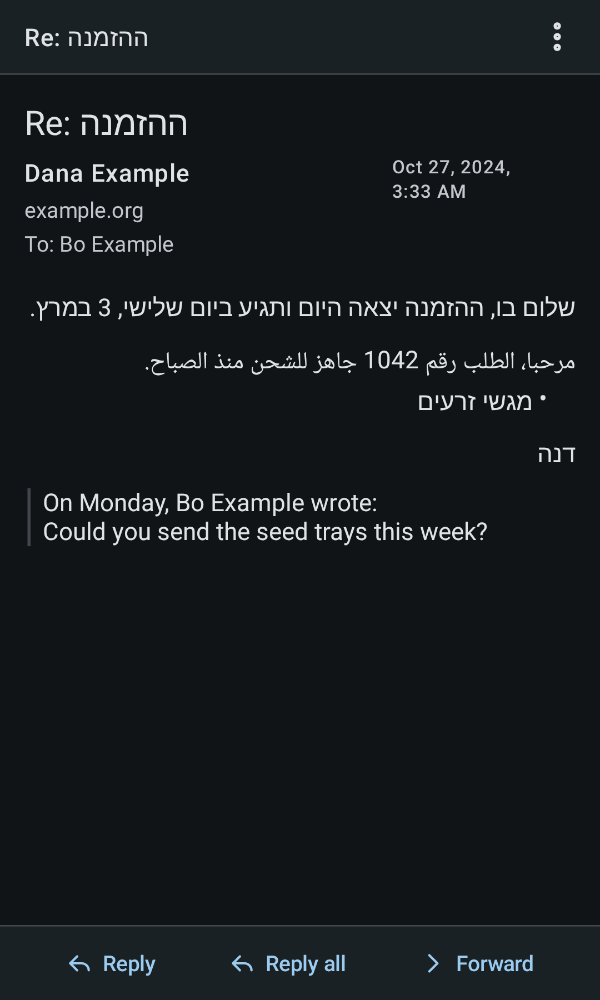 Re: ההזמנה
Re: ההזמנה
Dana Example
Oct 27, 2024,
3:33 AM
example.org
To: Bo Example
שלום בו, ההזמנה יצאה היום ותגיע ביום שלישי, 3 במרץ.
مرحبا، الطلب رقم 1042 جاهز للشحن منذ الصباح.
• מגשי זרעים
דנה
On Monday, Bo Example wrote:
Could you send the seed trays this week?
Reply
Reply all
Forward